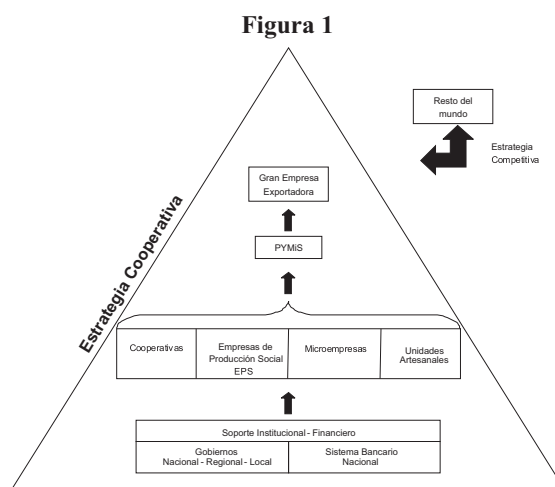 Figura 1
Resto del
mundo
Estrategia
Competitiva
Gran Empresa
Exportadora
PYMiS
Estrategia Cooperativa
Cooperativas
Empresas de
Producción Social
EPS
Microempresas
Unidades
Artesanales
Soporte Institucional - Financiero
Gobiernos
Nacional - Regional - Local
Sistema Bancario
Nacional